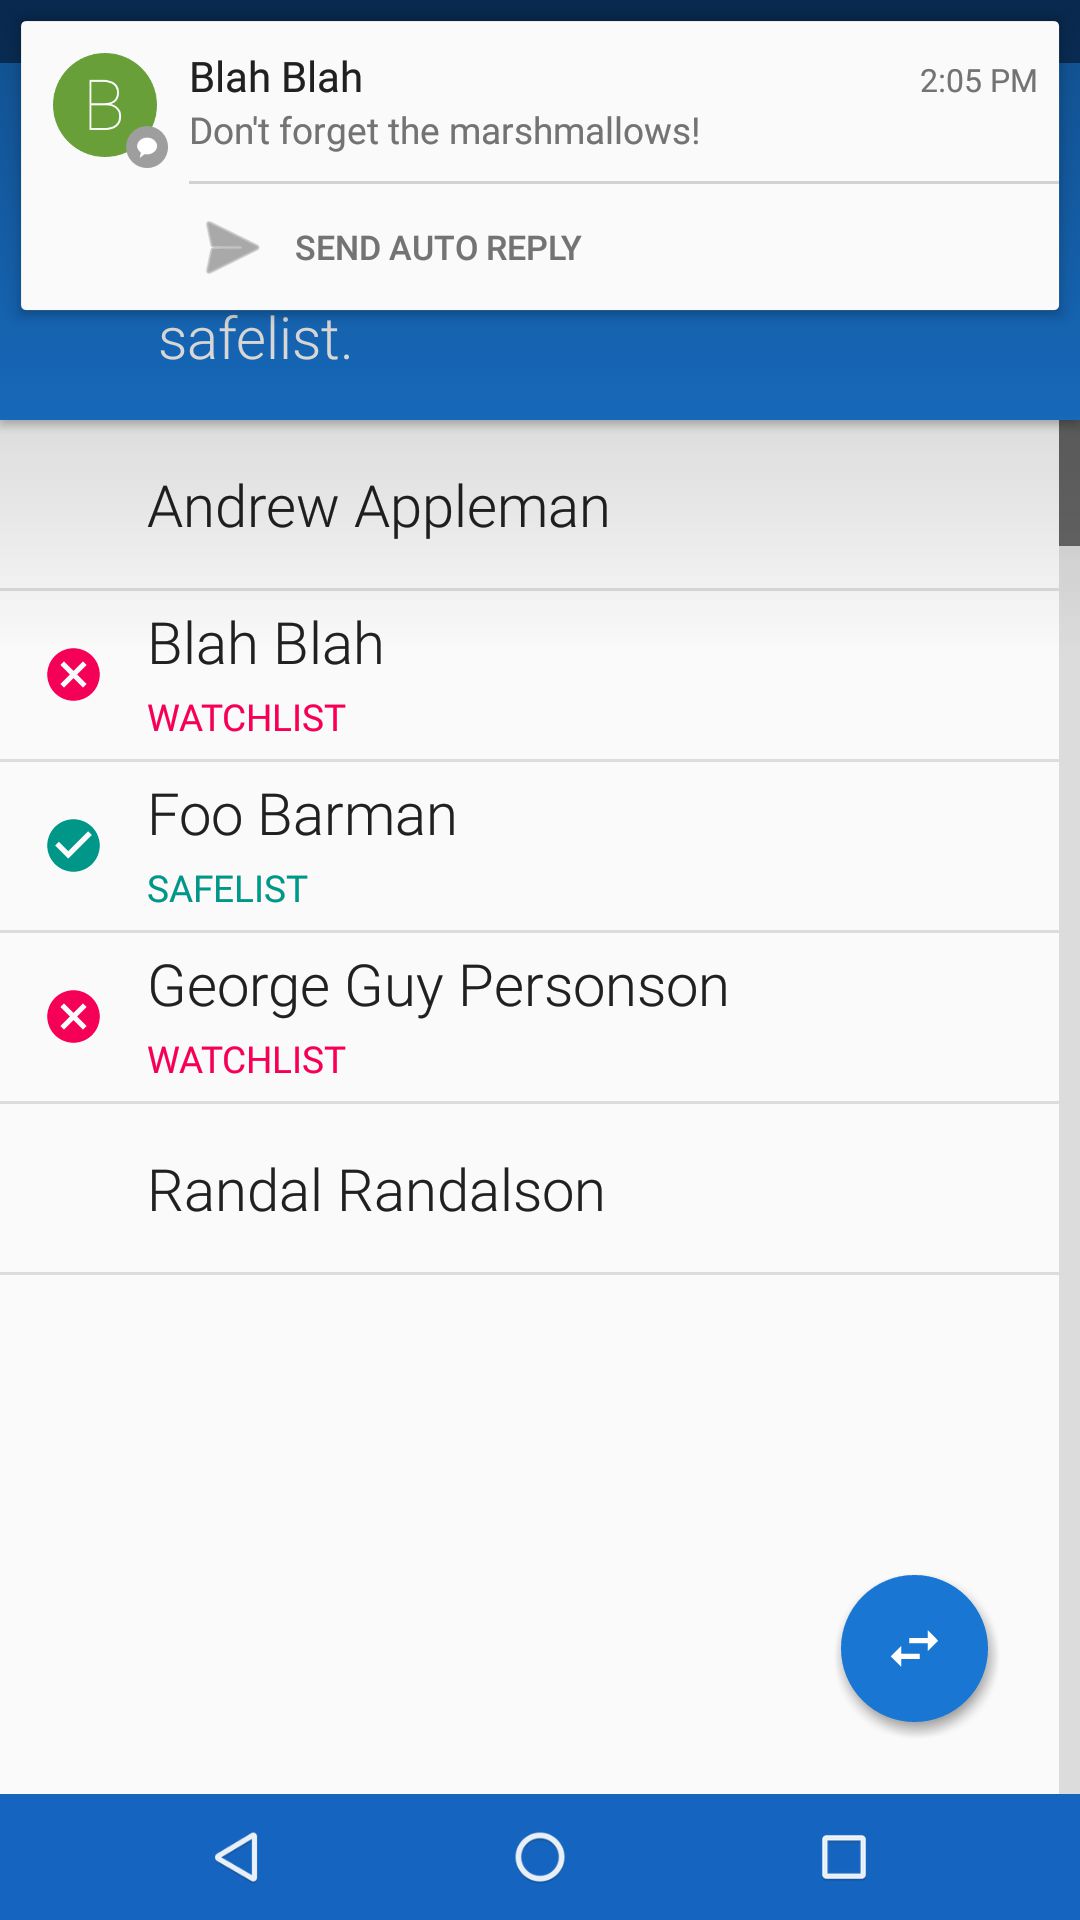 B
Blah Blah
2:05 PM
Don't forget the marshmallows!
SEND AUTO REPLY
safelist.
Andrew Appleman
Blah Blah
WATCHLIST
Foo Barman
SAFELIST
George Guy Personson
WATCHLIST
Randal Randalson